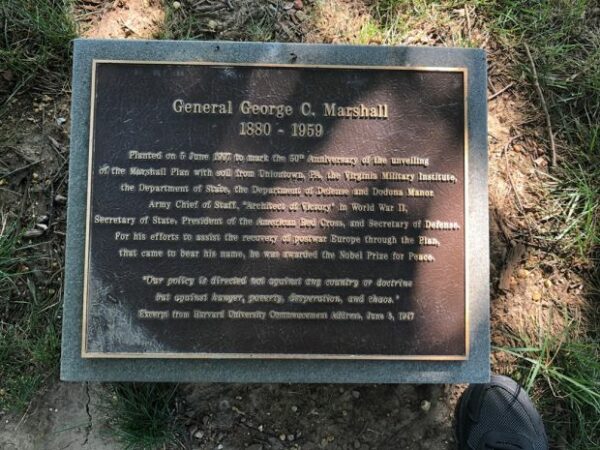 General George C. Marshall
1880 - 1959
Planted on 5 June 1997 to mark the 50th Anniversary of the unveiling
of the Marshall Plan with soil from Uniontown, PA, the Virginia Military Institute,
the Department of State, the Department of Defense and Dodona Manor.
Army Chief of Staff, "Architect of Victory" in World War II,
Secretary of State, President of the American Red Cross, and Secretary of Defense.
For his efforts to assist the recovery of postwar Europe through the Plan,
that came to bear his name, he was awarded the Nobel Prize for Peace.
"Our policy is directed not against any country or doctrine
but against hunger, poverty, desperation, and chaos."
Excerpt from Harvard University Commencement Address, June 5, 1947